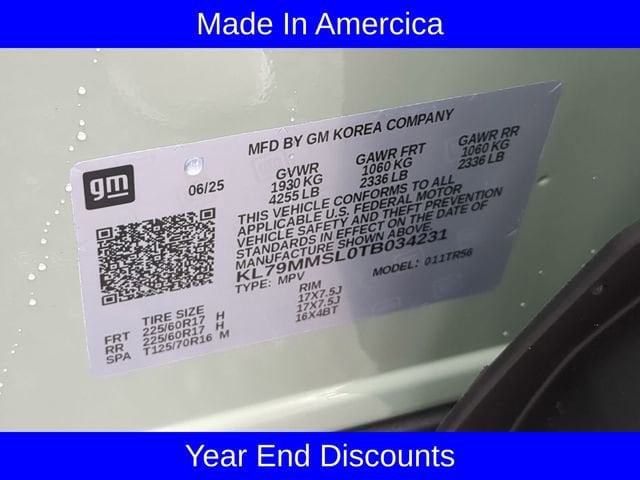 Made In Amercica
MFD BY GM KOREA COMPANY
gm
06/25
GVWR GAWR FRT GAWR RR
1930 KG 1060 KG 1060 KG
4255 LB 2336 LB 2336 LB
THIS VEHICLE CONFORMS TO ALL
APPLICABLE U.S. FEDERAL MOTOR
VEHICLE SAFETY AND THEFT PREVENTION
STANDARDS IN EFFECT ON THE DATE OF
MANUFACTURE SHOWN ABOVE.
KL79MMSL0TB034231
TYPE: MPV MODEL: 011TR56
TIRE SIZE RIM
FRT 225/60R17 H 17X7.5J
RR 225/60R17 H 17X7.5J
SPA T125/70R16 M 16X4BT
Year End Discounts